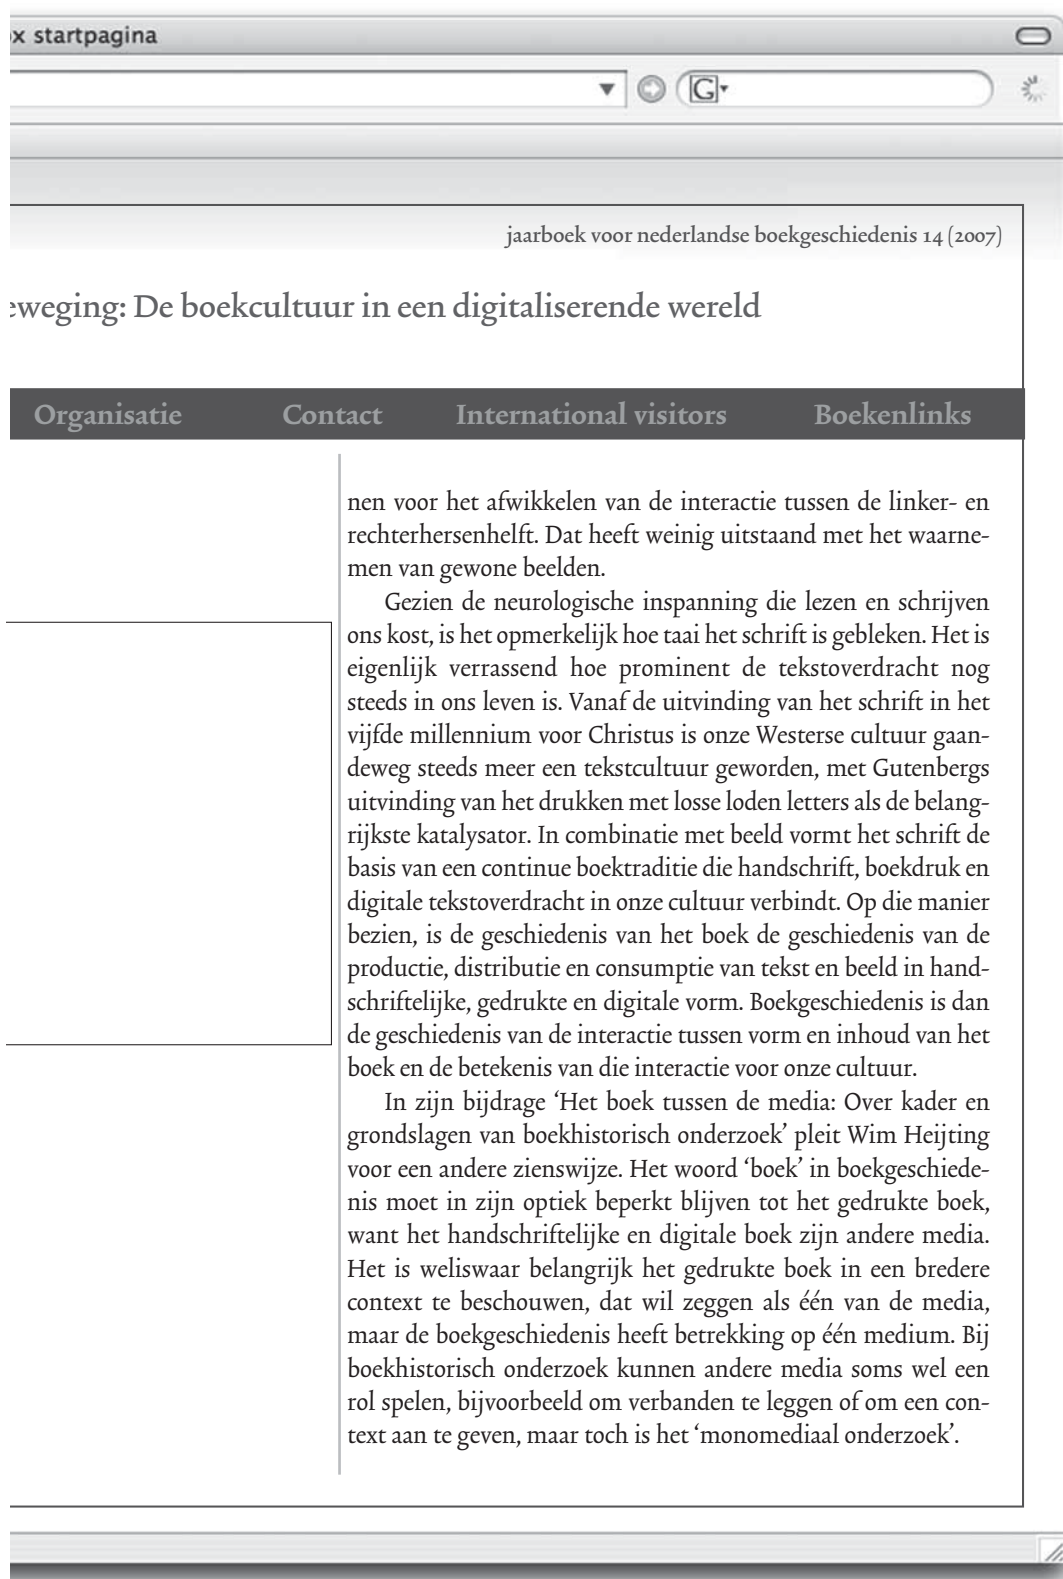 x startpagina
G
jaarboek voor nederlandse boekgeschiedenis 14 (2007)
eweging: De boekcultuur in een digitaliserende wereld
Organisatie Contact International visitors Boekenlinks
nen voor het afwikkelen van de interactie tussen de linker- en
rechterhersenhelft. Dat heeft weinig uitstaand met het waarne-
men van gewone beelden.
Gezien de neurologische inspanning die lezen en schrijven
ons kost, is het opmerkelijk hoe taai het schrift is gebleken. Het is
eigenlijk verrassend hoe prominent de tekstoverdracht nog
steeds in ons leven is. Vanaf de uitvinding van het schrift in het
vijfde millennium voor Christus is onze Westerse cultuur gaan-
deweg steeds meer een tekstcultuur geworden, met Gutenbergs
uitvinding van het drukken met losse loden letters als de belang-
rijkste katalysator. In combinatie met beeld vormt het schrift de
basis van een continue boektraditie die handschrift, boekdruk en
digitale tekstoverdracht in onze cultuur verbindt. Op die manier
bezien, is de geschiedenis van het boek de geschiedenis van de
productie, distributie en consumptie van tekst en beeld in hand-
schriftelijke, gedrukte en digitale vorm. Boekgeschiedenis is dan
de geschiedenis van de interactie tussen vorm en inhoud van het
boek en de betekenis van die interactie voor onze cultuur.
In zijn bijdrage ‘Het boek tussen de media: Over kader en
grondslagen van boekhistorisch onderzoek’ pleit Wim Heijting
voor een andere zienswijze. Het woord ‘boek’ in boekgeschiede-
nis moet in zijn optiek beperkt blijven tot het gedrukte boek,
want het handschriftelijke en digitale boek zijn andere media.
Het is weliswaar belangrijk het gedrukte boek in een bredere
context te beschouwen, dat wil zeggen als één van de media,
maar de boekgeschiedenis heeft betrekking op één medium. Bij
boekhistorisch onderzoek kunnen andere media soms wel een
rol spelen, bijvoorbeeld om verbanden te leggen of om een con-
text aan te geven, maar toch is het ‘monomediaal onderzoek’.